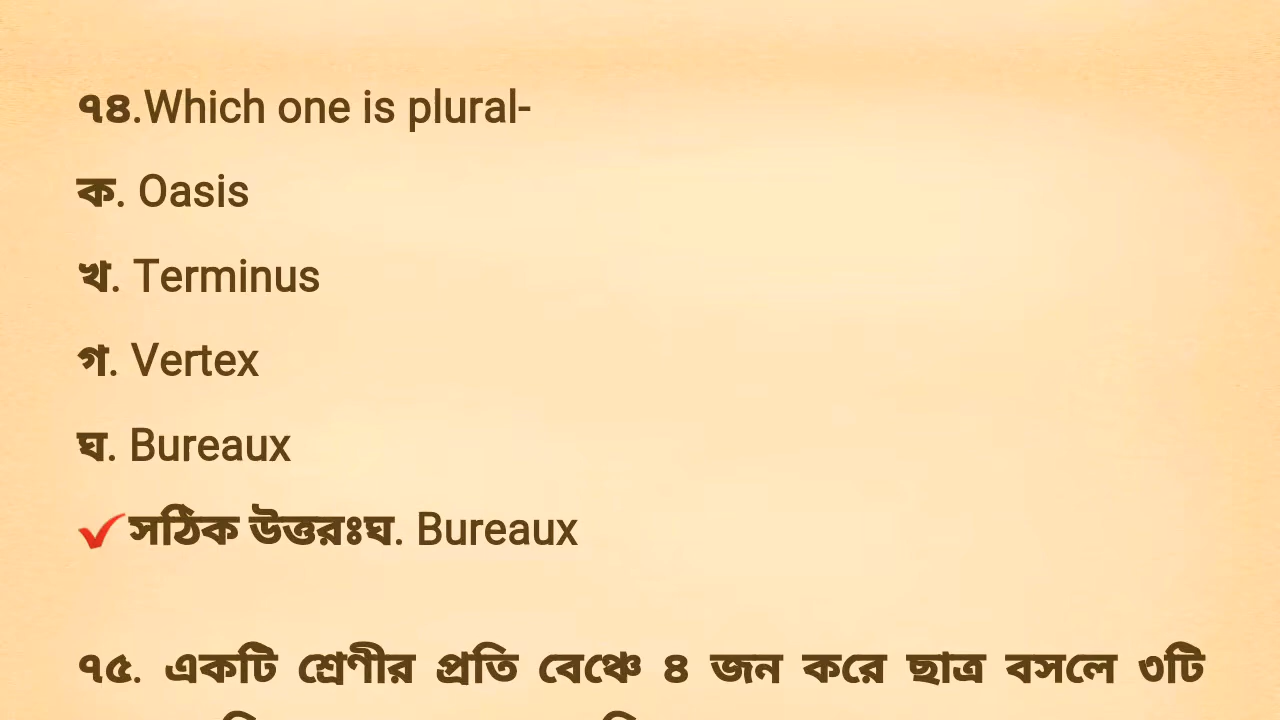 ৭৪.Which one is plural-
ক. Oasis
খ. Terminus
গ. Vertex
ঘ. Bureaux
✔সঠিক উত্তরঃঘ. Bureaux
৭৫. একটি শ্রেণীর প্রতি বেঞ্চে ৪ জন করে ছাত্র বসলে ৩টি